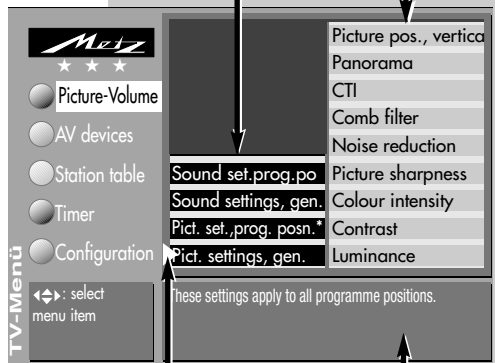 Metz
Picture-Volume
AV devices
Station table
Timer
Configuration
TV-Menü
Sound set.prog.po
Sound settings, gen.
Pict. set.,prog. posn.*
Pict. settings, gen.
Picture pos., vertica
Panorama
CTI
Comb filter
Noise reduction
Picture sharpness
Colour intensity
Contrast
Luminance
: select
menu item
These settings apply to all programme positions.